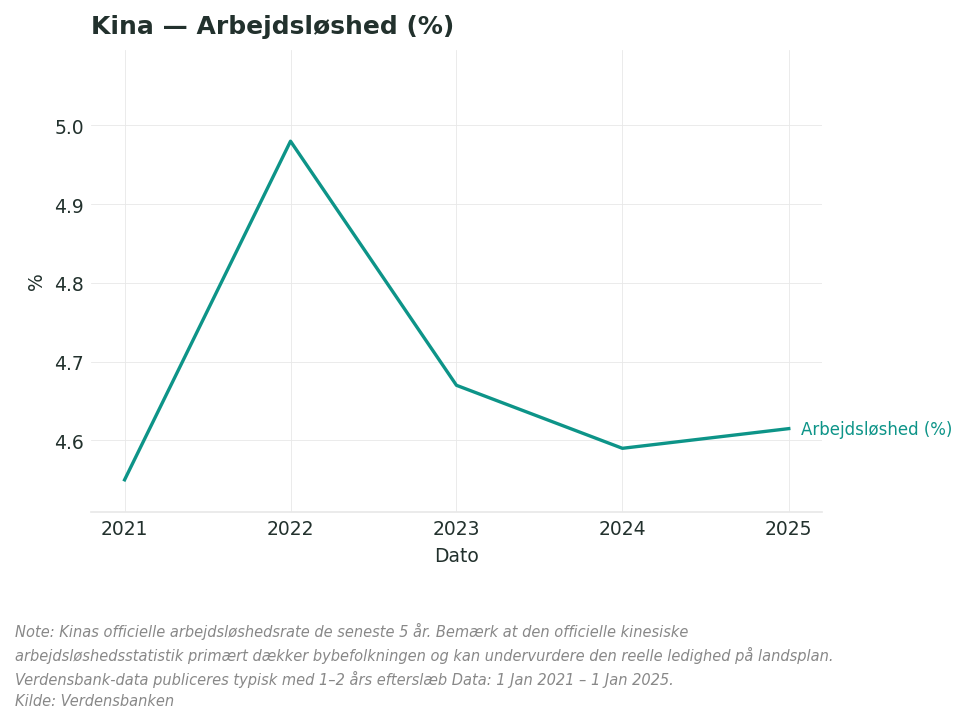 Kina — Arbejdsløshed (%)
5.0
4.9
4.8
4.7
4.6
%
2021 2022 2023 2024 2025
Dato
Arbejdsløshed (%)
Note: Kinas officielle arbejdsløshedsrate de seneste 5 år. Bemærk at den officielle kinesiske
arbejdsløshedsstatistik primært dækker bybefolkningen og kan undervurdere den reelle ledighed på landsplan.
Verdensbank-data publiceres typisk med 1–2 års efterslæb Data: 1 Jan 2021 – 1 Jan 2025.
Kilde: Verdensbanken